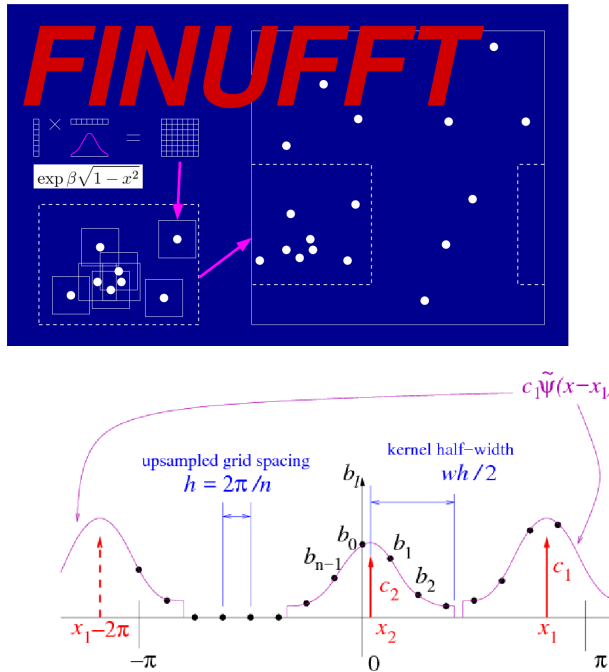 FINUFFT
×
=
exp β√1 − x²
c₁ψ̃(x−x₁
upsampled grid spacing
h = 2π/n
kernel half−width
wh/2
b_l
b₀
b₁
b_{n−1}
b₂
c₂
c₁
x₁−2π
−π
x₂
0
x₁
π